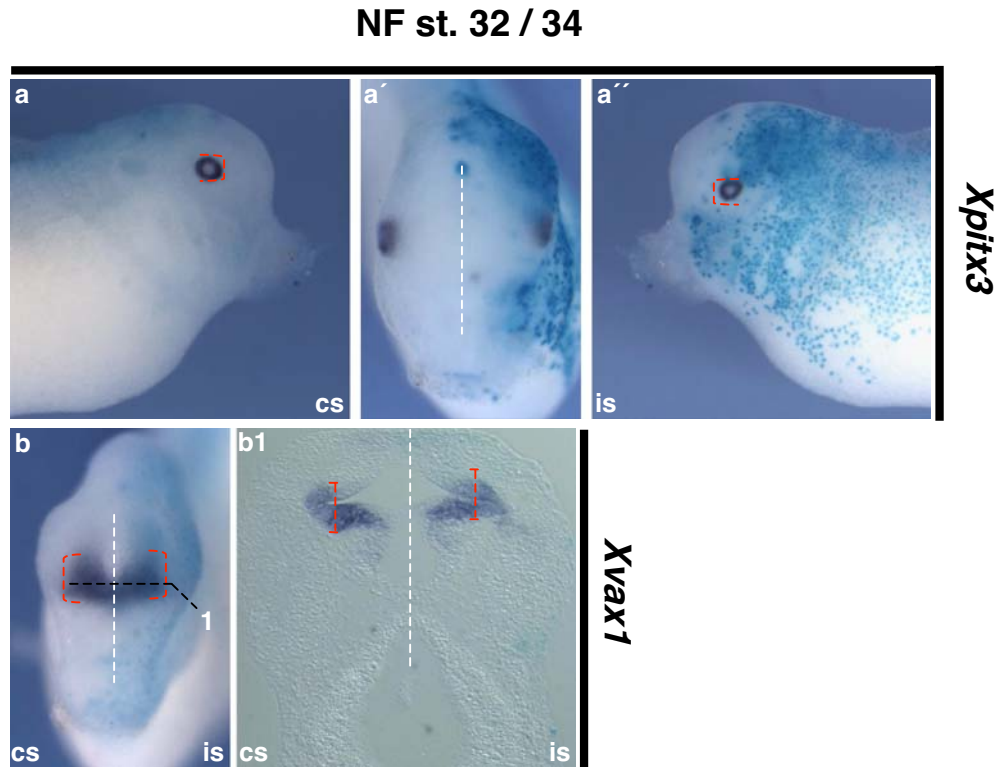 NF st. 32 / 34
a
a´
a´´
cs
is
Xpitx3
b
b1
1
cs
is
cs
is
Xvax1